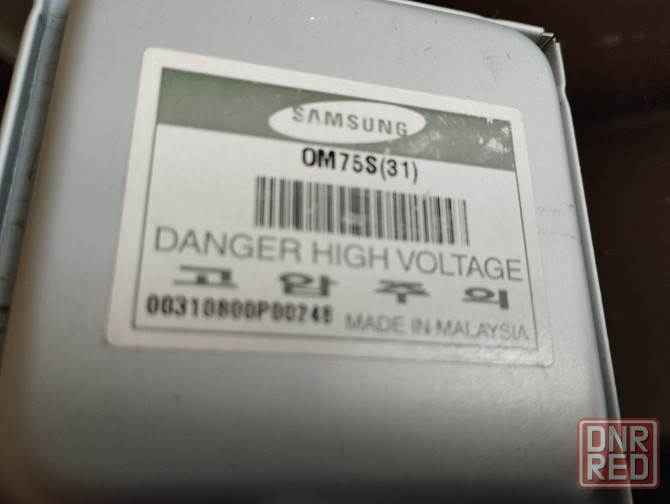 SAMSUNG
OM75S(31)
DANGER HIGH VOLTAGE
고 압 주 의
00310800P00248
MADE IN MALAYSIA
DNR
RED